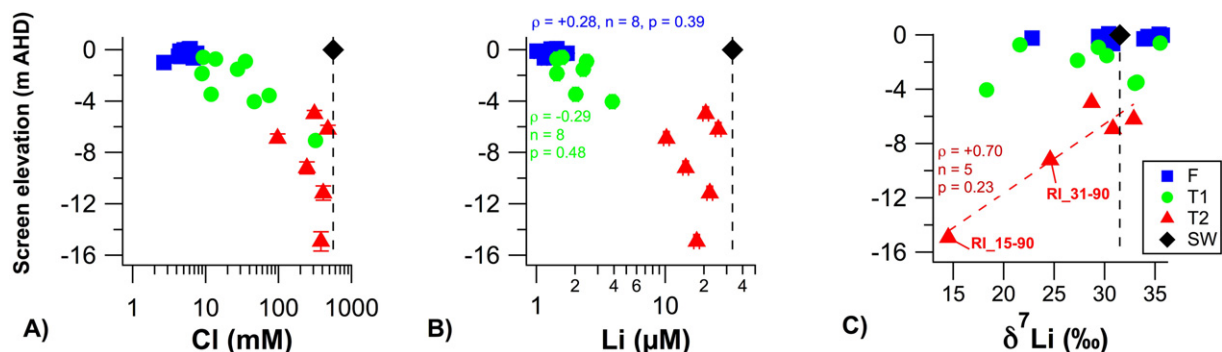 Screen elevation (m AHD)
0
-4
-8
-12
-16
1
10
100
1000
A)
Cl (mM)
ρ = +0.28, n = 8, p = 0.39
0
-4
-8
-12
-16
ρ = -0.29
n = 8
p = 0.48
1
2
4
6
10
2
4
B)
Li (µM)
0
-4
-8
-12
-16
ρ = +0.70
n = 5
p = 0.23
RI_31-90
RI_15-90
F
T1
T2
SW
15
20
25
30
35
C)
δ⁷Li (‰)